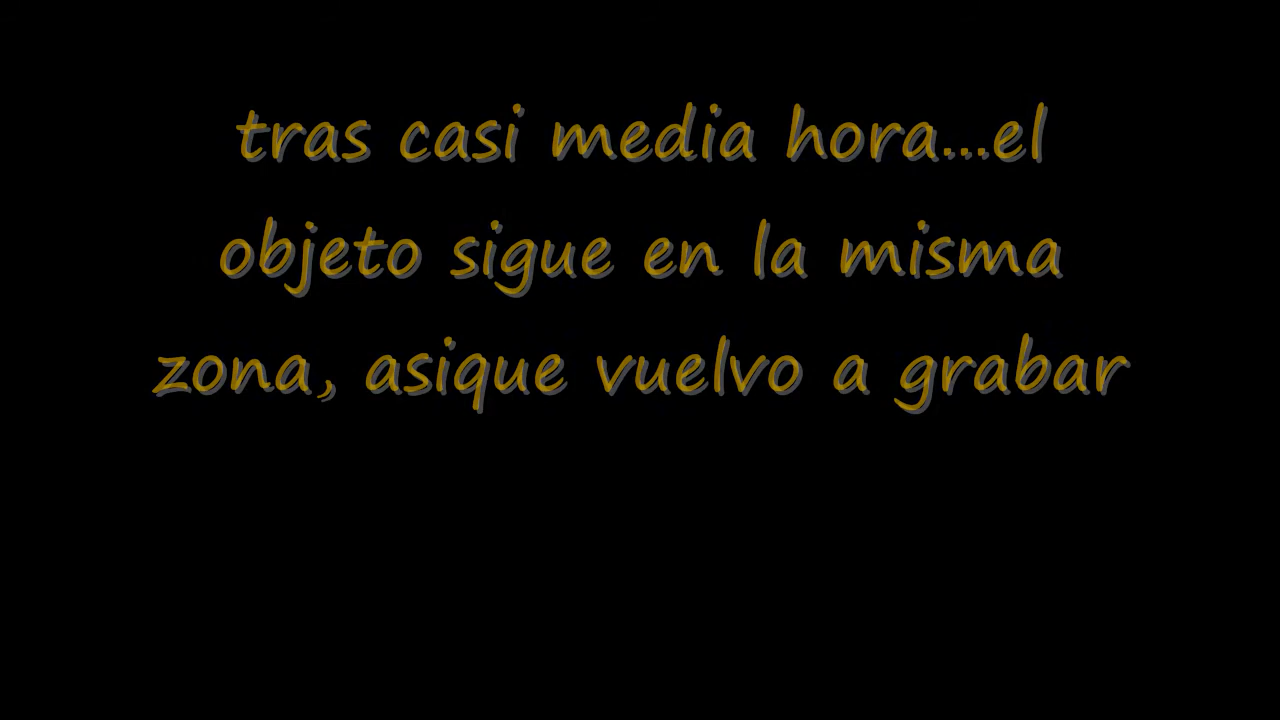 tras casi media hora...el
objeto sigue en la misma
zona, asique vuelvo a grabar